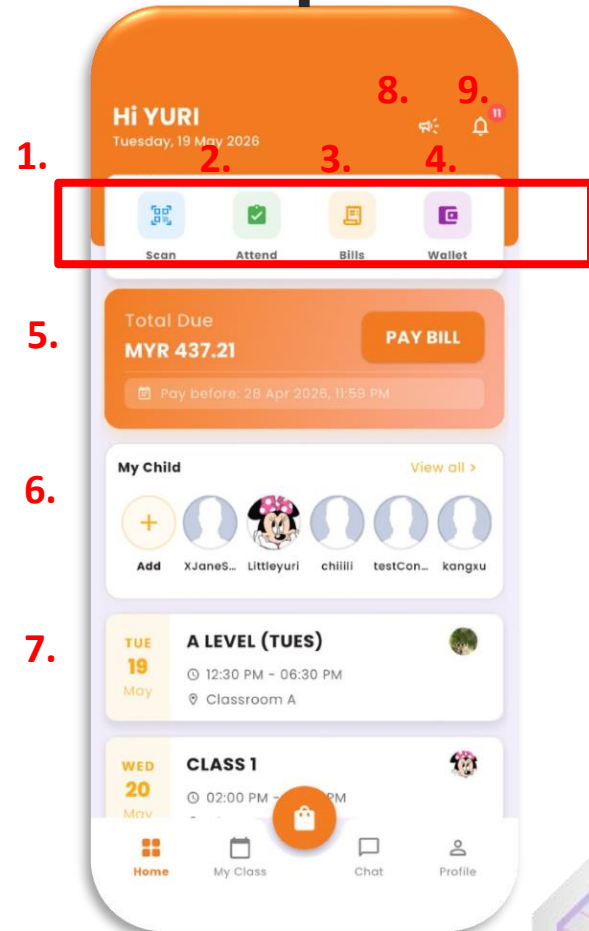 8. 9.
11
Hi YURI
Tuesday, 19 May 2026
1. 2. 3. 4.
Scan Attend Bills Wallet
5.
Total Due
MYR 437.21
PAY BILL
Pay before: 28 Apr 2026, 11:59 PM
6.
My Child View all >
+
Add XJaneS... Littleyuri chiiili testCon... kangxu
7.
TUE
19
May
A LEVEL (TUES)
12:30 PM - 06:30 PM
Classroom A
WED
20
May
CLASS 1
02:00 PM - PM
Home My Class Chat Profile